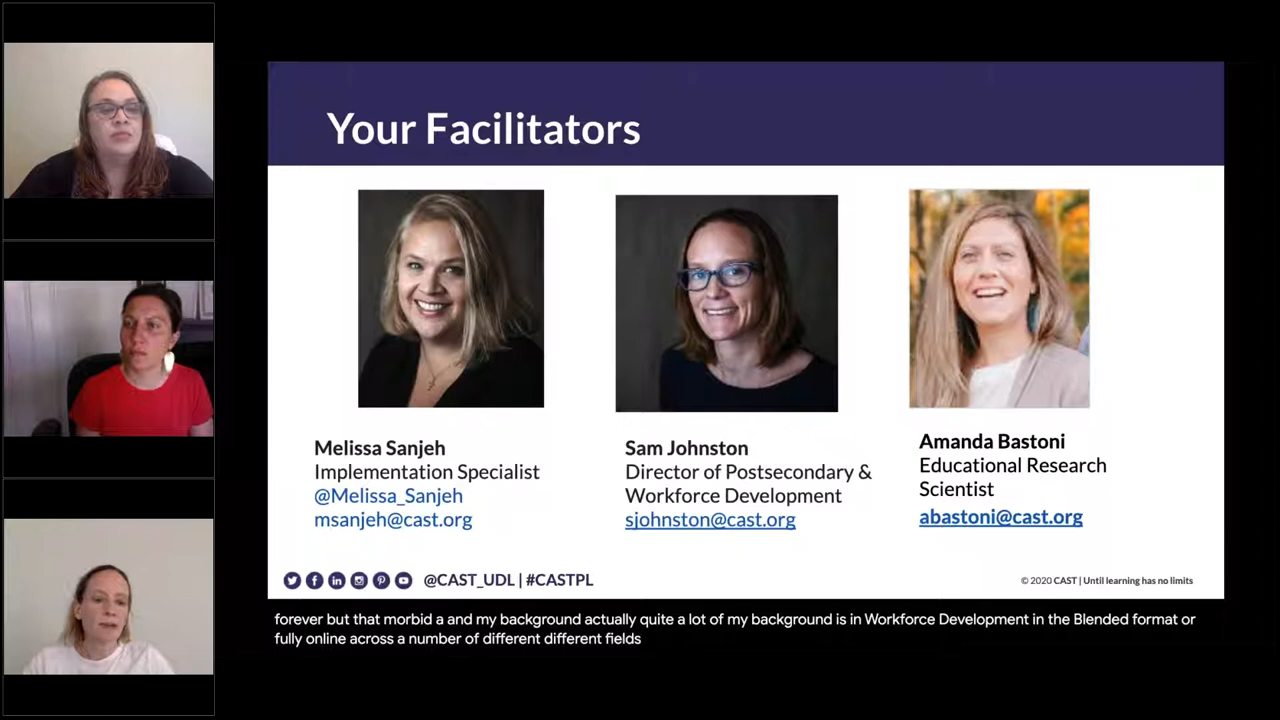 Your Facilitators
Melissa Sanjeh
Implementation Specialist
@Melissa_Sanjeh
msanjeh@cast.org
Sam Johnston
Director of Postsecondary &
Workforce Development
sjohnston@cast.org
Amanda Bastoni
Educational Research
Scientist
abastoni@cast.org
@CAST_UDL | #CASTPL
© 2020 CAST | Until learning has no limits
forever but that morbid a and my background actually quite a lot of my background is in Workforce Development in the Blended format or
fully online across a number of different different fields